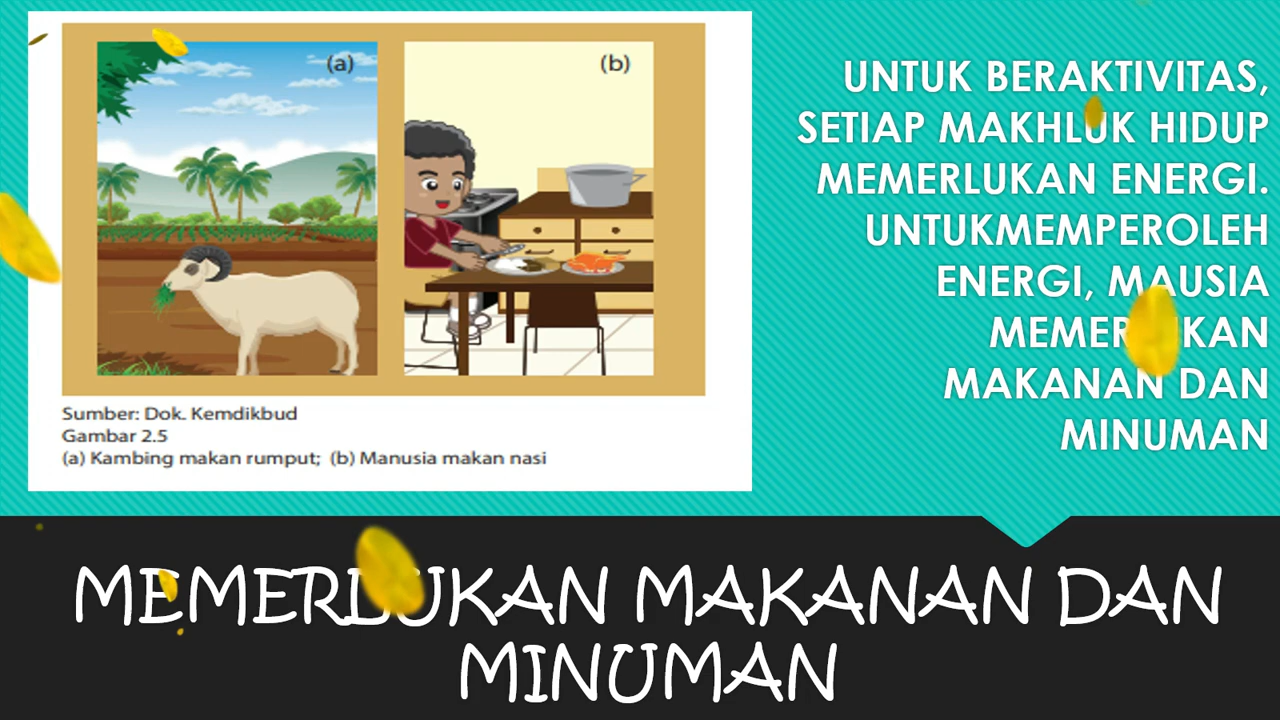 (a)
(b)
Sumber: Dok. Kemdikbud
Gambar 2.5
(a) Kambing makan rumput; (b) Manusia makan nasi
UNTUK BERAKTIVITAS,
SETIAP MAKHLUK HIDUP
MEMERLUKAN ENERGI.
UNTUKMEMPEROLEH
ENERGI, MAUSIA
MEMERLUKAN
MAKANAN DAN
MINUMAN
MEMERLUKAN MAKANAN DAN
MINUMAN